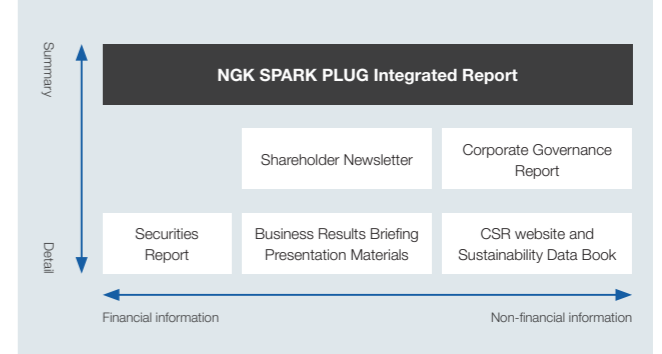 Summary
NGK SPARK PLUG Integrated Report
Shareholder Newsletter
Corporate Governance
Report
Detail
Securities
Report
Business Results Briefing
Presentation Materials
CSR website and
Sustainability Data Book
Financial information
Non-financial information